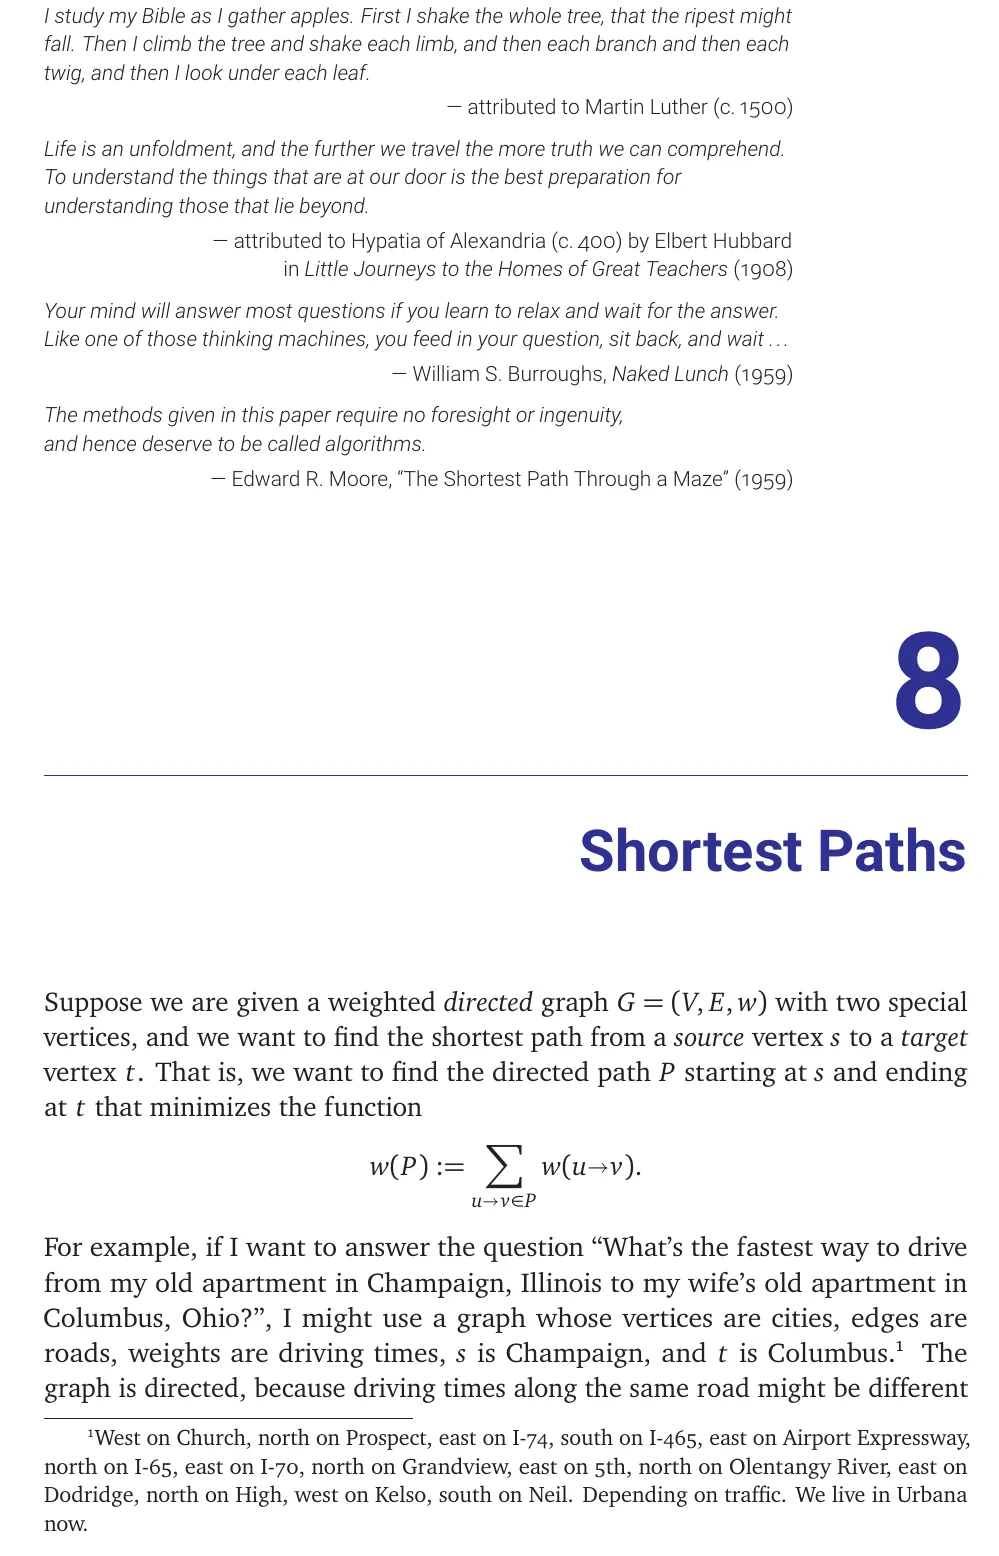 I study my Bible as I gather apples. First I shake the whole tree, that the ripest might
fall. Then I climb the tree and shake each limb, and then each branch and then each
twig, and then I look under each leaf.
— attributed to Martin Luther (c. 1500)
Life is an unfoldment, and the further we travel the more truth we can comprehend.
To understand the things that are at our door is the best preparation for
understanding those that lie beyond.
— attributed to Hypatia of Alexandria (c. 400) by Elbert Hubbard
in Little Journeys to the Homes of Great Teachers (1908)
Your mind will answer most questions if you learn to relax and wait for the answer.
Like one of those thinking machines, you feed in your question, sit back, and wait . . .
— William S. Burroughs, Naked Lunch (1959)
The methods given in this paper require no foresight or ingenuity,
and hence deserve to be called algorithms.
— Edward R. Moore, “The Shortest Path Through a Maze” (1959)
8
Shortest Paths
Suppose we are given a weighted directed graph G = (V, E, w) with two special
vertices, and we want to find the shortest path from a source vertex s to a target
vertex t. That is, we want to find the directed path P starting at s and ending
at t that minimizes the function
w(P) := ∑ w(u→v).
u→v∈P
For example, if I want to answer the question “What’s the fastest way to drive
from my old apartment in Champaign, Illinois to my wife’s old apartment in
Columbus, Ohio?”, I might use a graph whose vertices are cities, edges are
roads, weights are driving times, s is Champaign, and t is Columbus.¹ The
graph is directed, because driving times along the same road might be different
¹West on Church, north on Prospect, east on I-74, south on I-465, east on Airport Expressway,
north on I-65, east on I-70, north on Grandview, east on 5th, north on Olentangy River, east on
Dodridge, north on High, west on Kelso, south on Neil. Depending on traffic. We live in Urbana
now.